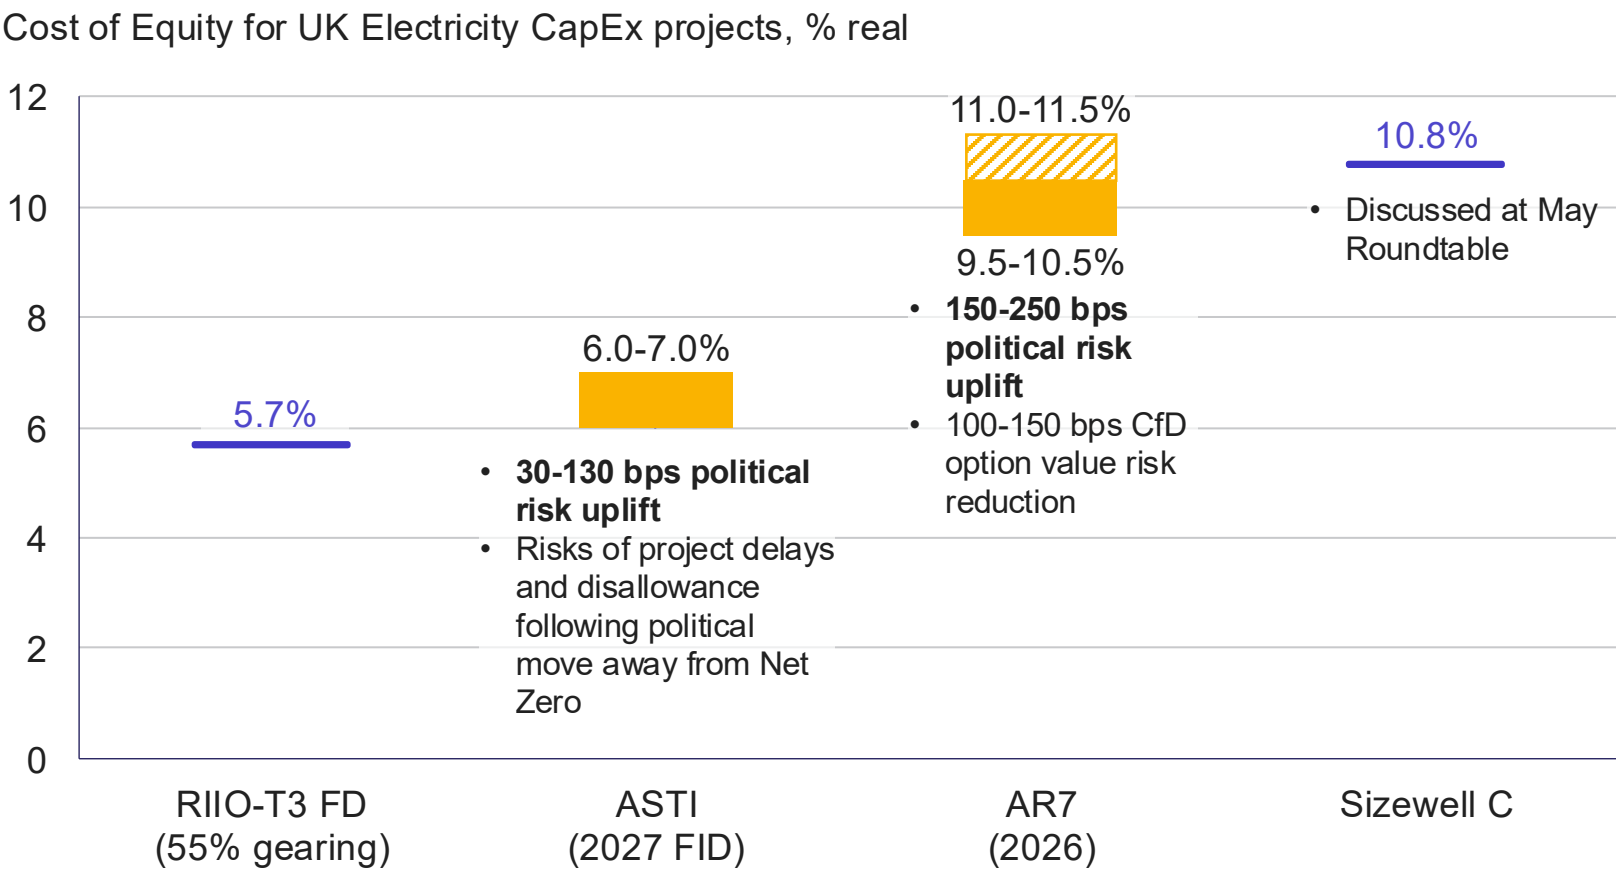 Cost of Equity for UK Electricity CapEx projects, % real
12
10
8
6
4
2
0
5.7%
6.0-7.0%
• 30-130 bps political
risk uplift
• Risks of project delays
and disallowance
following political
move away from Net
Zero
11.0-11.5%
9.5-10.5%
• 150-250 bps
political risk
uplift
• 100-150 bps CfD
option value risk
reduction
10.8%
• Discussed at May
Roundtable
RIIO-T3 FD
(55% gearing)
ASTI
(2027 FID)
AR7
(2026)
Sizewell C